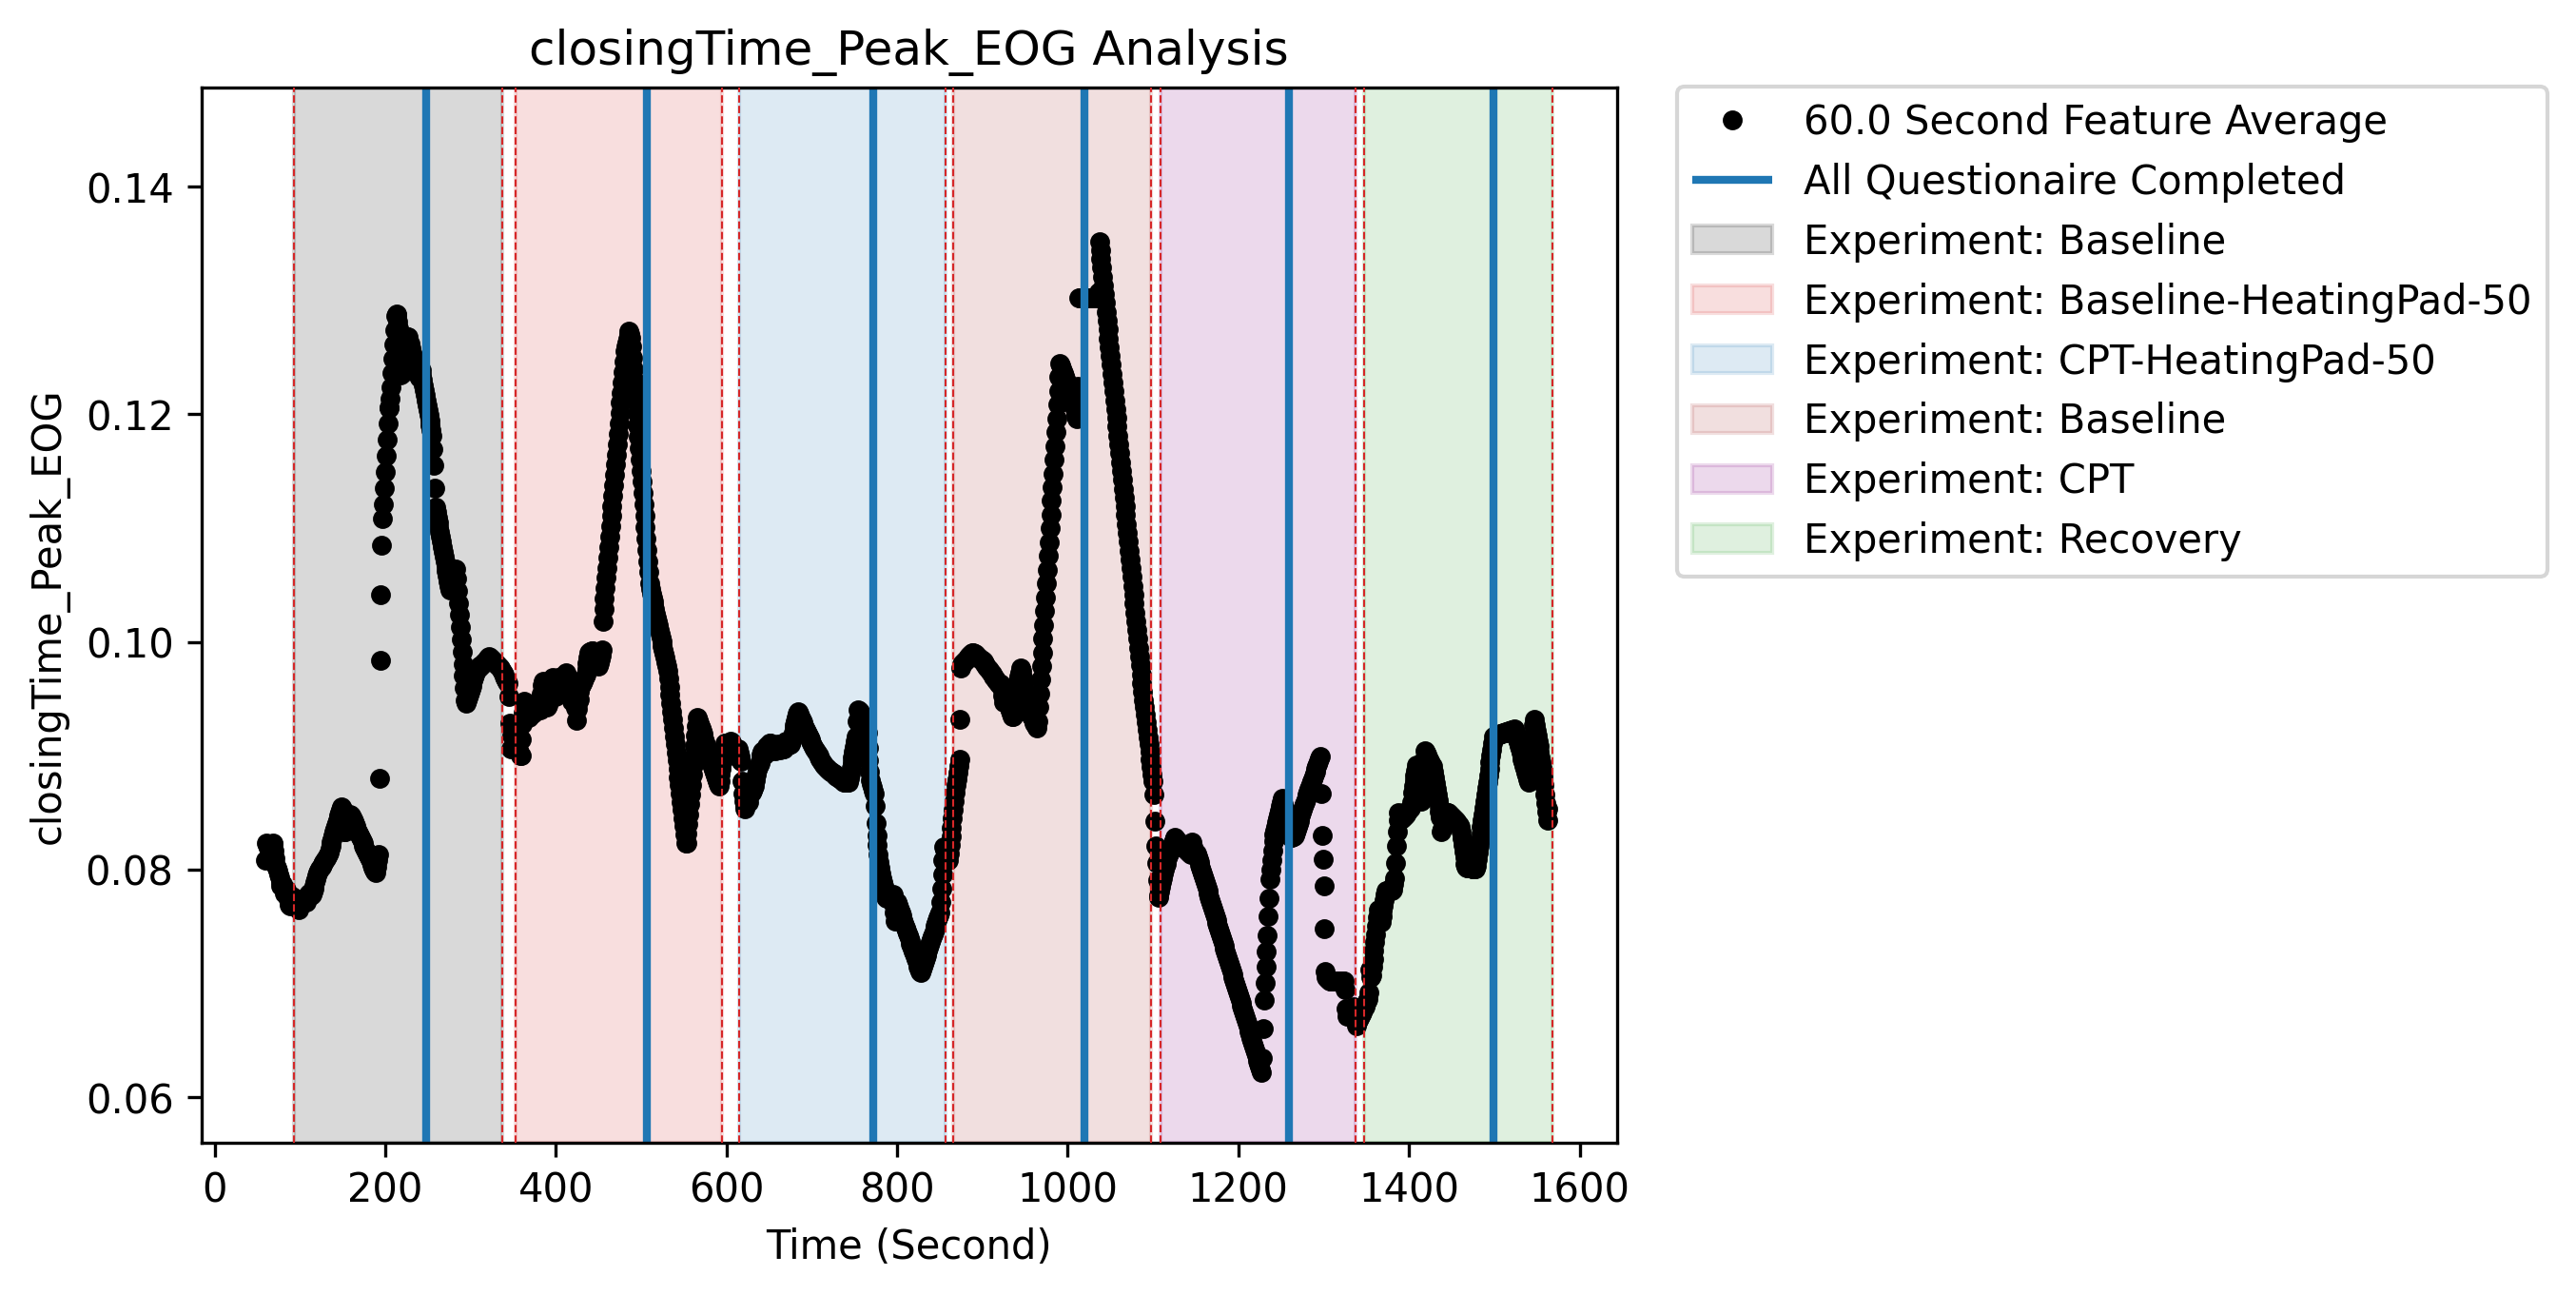 closingTime_Peak_EOG Analysis
closingTime_Peak_EOG
0.14
0.12
0.10
0.08
0.06
0 200 400 600 800 1000 1200 1400 1600
Time (Second)
60.0 Second Feature Average
All Questionaire Completed
Experiment: Baseline
Experiment: Baseline-HeatingPad-50
Experiment: CPT-HeatingPad-50
Experiment: Baseline
Experiment: CPT
Experiment: Recovery